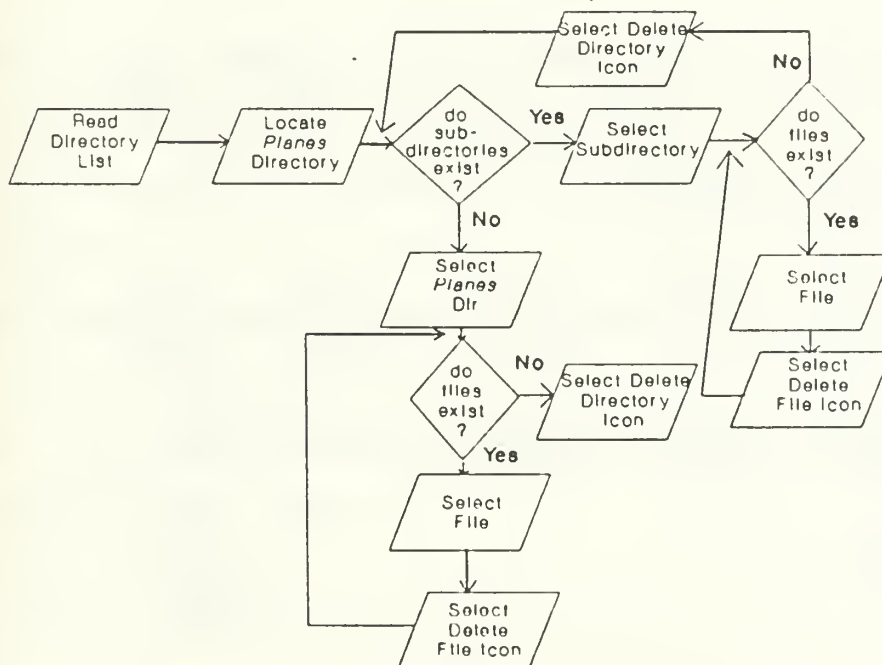 Select Delete
Directory
Icon
No
Read
Directory
List
Locate
Planes
Directory
do
sub-
directories
exist
?
Yes
Select
Subdirectory
do
files
exist
?
No
Yes
Select
Planes
Dir
Select
File
do
files
exist
?
No
Select Delete
Directory
Icon
Select
Delete
File Icon
Yes
Select
File
Select
Delete
File Icon